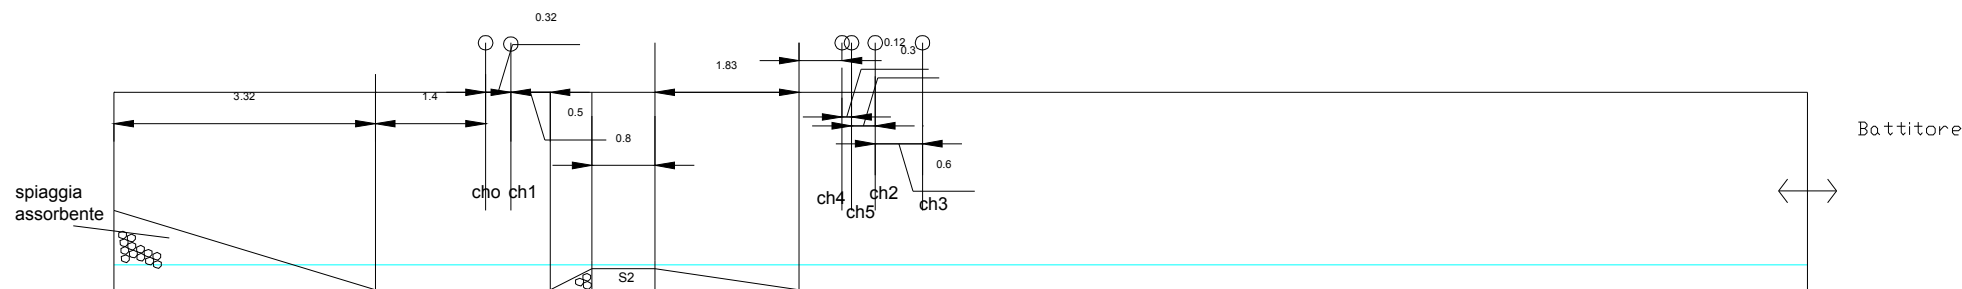 0.32
0.12
0.3
1.83
3.32
1.4
0.5
0.8
Battitore
0.6
spiaggia
assorbente
cho
ch1
ch4
ch5
ch2
ch3
S2